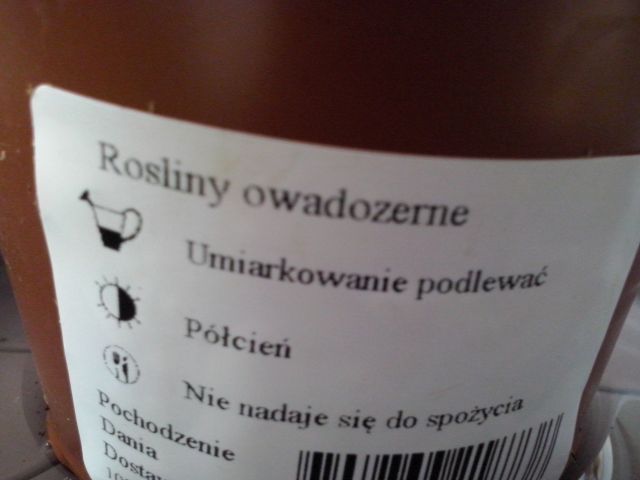 Rosliny owadozerne
Umiarkowanie podlewać
Półcień
Nie nadaje się do spożycia
Pochodzenie
Dania